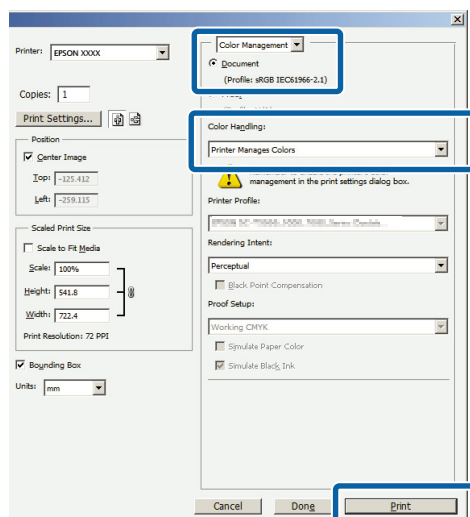 Printer:
EPSON XXXX
Copies:
1
Print Settings...
Position
Center Image
Top:
-125.412
Left:
-259.115
Scaled Print Size
Scale to Fit Media
Scale:
100%
Height:
541.8
Width:
722.4
Print Resolution: 72 PPI
Bounding Box
Units:
mm
Color Management
Document
(Profile: sRGB IEC61966-2.1)
Color Handling:
Printer Manages Colors
management in the print settings dialog box.
Printer Profile:
Rendering Intent:
Perceptual
Black Point Compensation
Proof Setup:
Working CMYK
Simulate Paper Color
Simulate Black Ink
Cancel
Done
Print